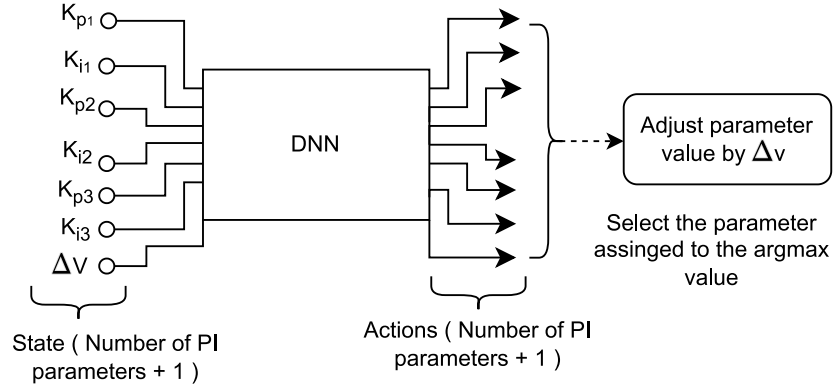 Kp1
Ki1
Kp2
Ki2
Kp3
Ki3
ΔV
DNN
Adjust parameter
value by Δv
Select the parameter
assinged to the argmax
value
State ( Number of PI
parameters + 1 )
Actions ( Number of PI
parameters + 1 )